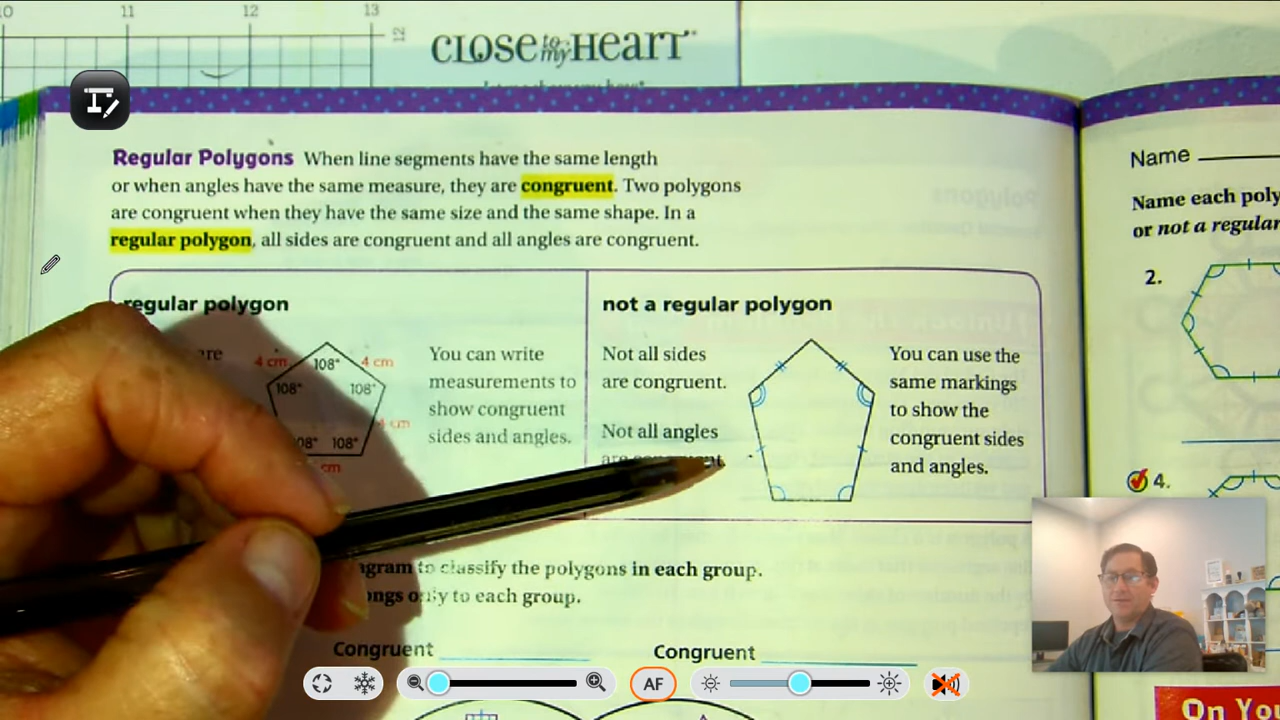 10 11 12 13
12
CLOSE to my HEART
Regular Polygons When line segments have the same length
or when angles have the same measure, they are congruent. Two polygons
are congruent when they have the same size and the same shape. In a
regular polygon, all sides are congruent and all angles are congruent.
regular polygon
4 cm 108° 4 cm
108° 108°
cm
108° 108°
cm
You can write
measurements to
show congruent
sides and angles.
not a regular polygon
Not all sides
are congruent.
Not all angles
are
You can use the
same markings
to show the
congruent sides
and angles.
to classify the polygons in each group.
to each group.
Congruent Congruent
Name
Name each
or not a regular
2.
4.
On
AF